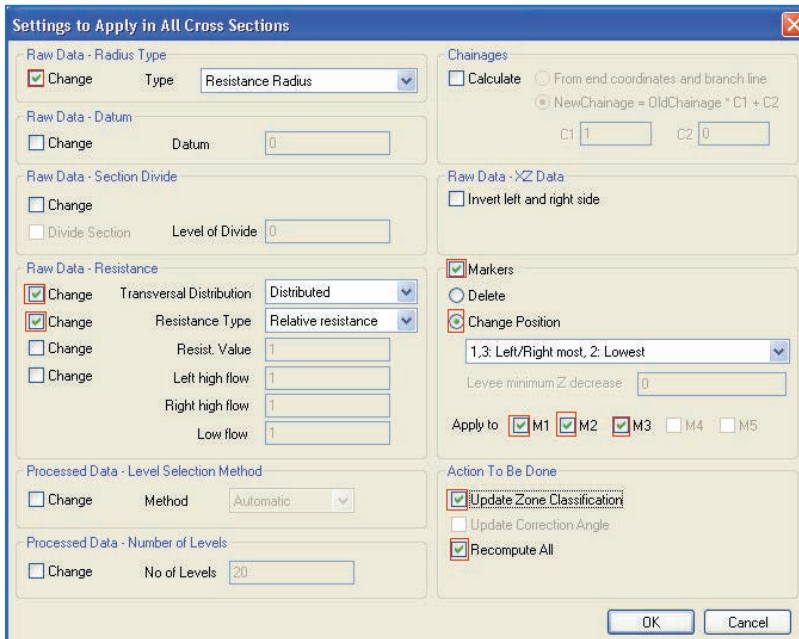 Settings to Apply in All Cross Sections
Raw Data - Radius Type
Change Type Resistance Radius
Raw Data - Datum
Change Datum 0
Raw Data - Section Divide
Change
Divide Section Level of Divide 0
Raw Data - Resistance
Change Transversal Distribution Distributed
Change Resistance Type Relative resistance
Change Resist. Value 1
Change Left high flow 1
Right high flow 1
Low flow 1
Processed Data - Level Selection Method
Change Method Automatic
Processed Data - Number of Levels
Change No of Levels 20
Chainages
Calculate From end coordinates and branch line
NewChainage = OldChainage * C1 + C2
C1 1 C2 0
Raw Data - XZ Data
Invert left and right side
Markers
Delete
Change Position
1,3: Left/Right most, 2: Lowest
Levee minimum Z decrease 0
Apply to M1 M2 M3 M4 M5
Action To Be Done
Update Zone Classification
Update Correction Angle
Recompute All
OK Cancel